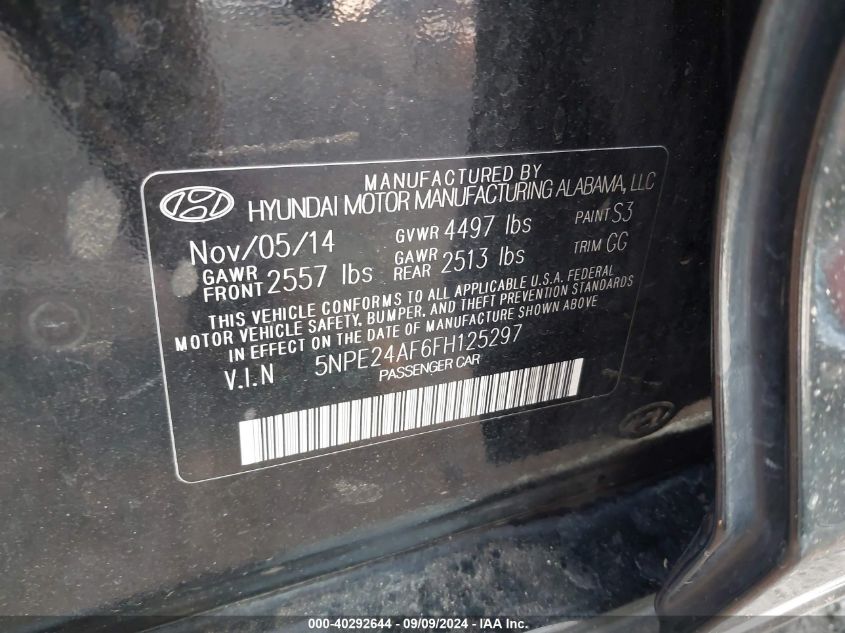 MANUFACTURED BY
HYUNDAI MOTOR MANUFACTURING ALABAMA, LLC
Nov/05/14 GVWR 4497 lbs PAINT S3
GAWR FRONT 2557 lbs GAWR REAR 2513 lbs TRIM GG
THIS VEHICLE CONFORMS TO ALL APPLICABLE U.S.A. FEDERAL
MOTOR VEHICLE SAFETY, BUMPER, AND THEFT PREVENTION STANDARDS
IN EFFECT ON THE DATE OF MANUFACTURE SHOWN ABOVE
V.I.N 5NPE24AF6FH125297
PASSENGER CAR
000-40292644 - 09/09/2024 - IAA Inc.